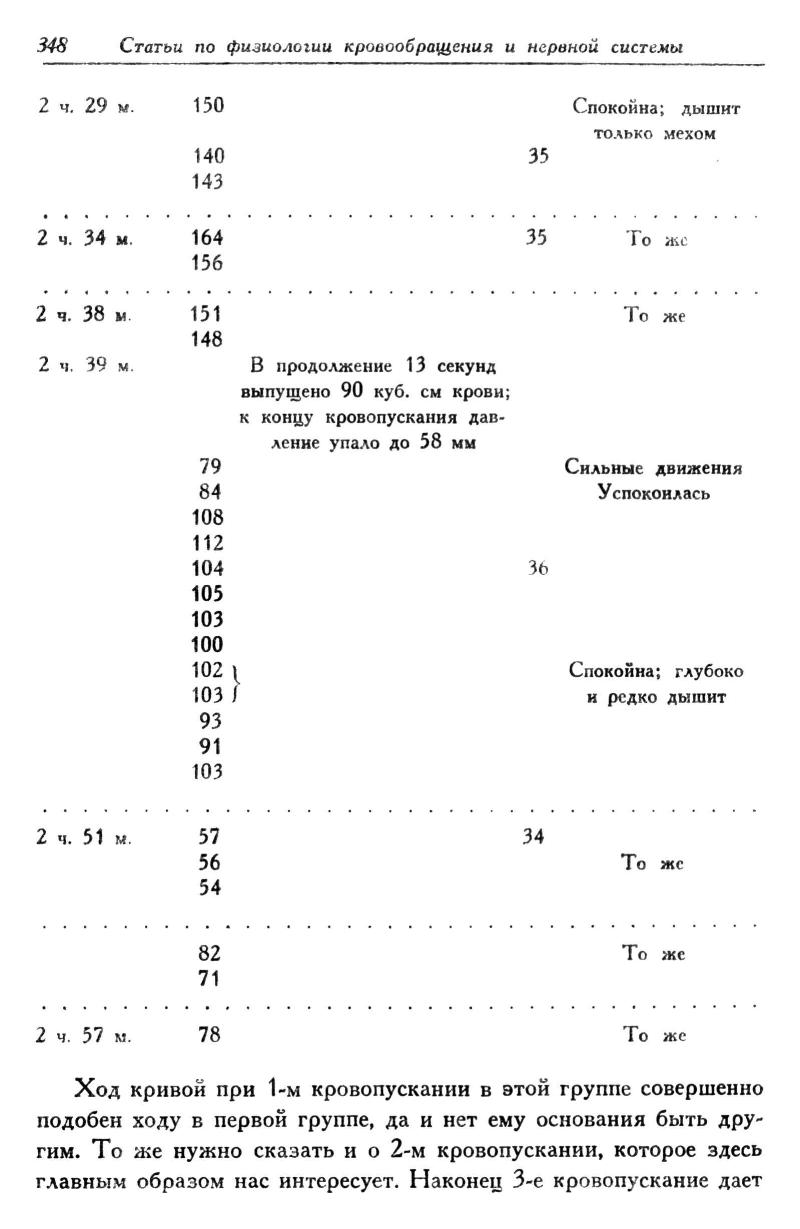 348 Статьи по физиологии кровообращения и нервной системы
2 ч. 29 м. 150 Спокойна; дышит
только мехом
140 35
143
. . . . . . . . . . . . . . . . . . . . . . . . . . . . . . . . . . .
2 ч. 34 м. 164 35 То же
156
. . . . . . . . . . . . . . . . . . . . . . . . . . . . . . . . . . .
2 ч. 38 м. 151 То же
148
2 ч. 39 м. В продолжение 13 секунд
выпущено 90 куб. см крови;
к концу кровопускания дав-
ление упало до 58 мм
79 Сильные движения
84 Успокоилась
108
112
104 36
105
103
100
102 } Спокойна; глубоко
103 } и редко дышит
93
91
103
. . . . . . . . . . . . . . . . . . . . . . . . . . . . . . . . . . .
2 ч. 51 м. 57 34
56 То же
54
. . . . . . . . . . . . . . . . . . . . . . . . . . . . . . . . . . .
82 То же
71
. . . . . . . . . . . . . . . . . . . . . . . . . . . . . . . . . . .
2 ч. 57 м. 78 То же
Ход кривой при 1-м кровопускании в этой группе совершенно
подобен ходу в первой группе, да и нет ему основания быть дру-
гим. То же нужно сказать и о 2-м кровопускании, которое здесь
главным образом нас интересует. Наконец 3-е кровопускание дает